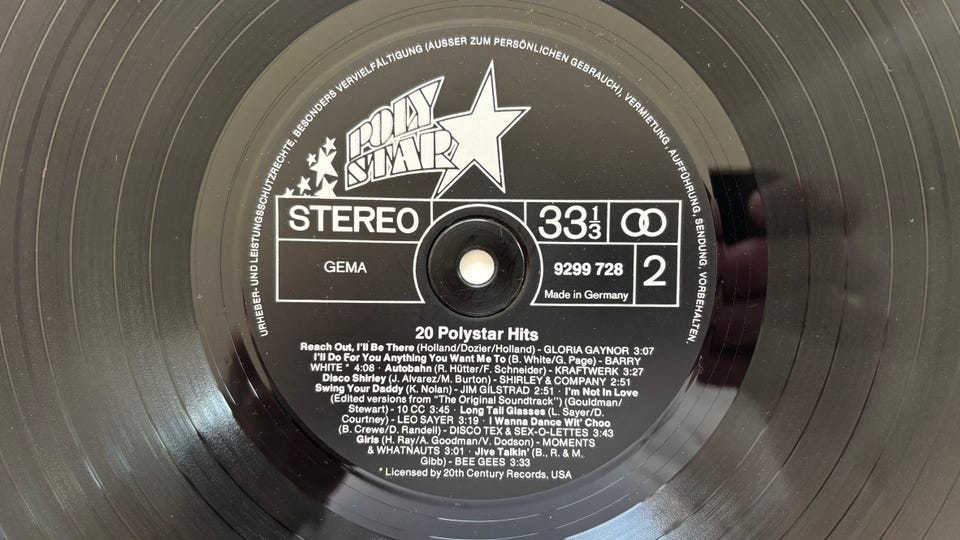 URHEBER- UND LEISTUNGSSCHUTZRECHTE, BESONDERS VERVIELFÄLTIGUNG (AUSSER ZUM PERSÖNLICHEN GEBRAUCH), VERMIETUNG, AUFFÜHRUNG, SENDUNG, VORBEHALTEN.
POLY
STAR
STEREO
33 1/3
GEMA
9299 728
2
Made in Germany
20 Polystar Hits
Reach Out, I'll Be There (Holland/Dozier/Holland) - GLORIA GAYNOR 3:07
I'll Do For You Anything You Want Me To (B. White/G. Page) - BARRY
WHITE * 4:08 · Autobahn (R. Hütter/F. Schneider) - KRAFTWERK 3:27
Disco Shirley (J. Alvarez/M. Burton) - SHIRLEY & COMPANY 2:51
Swing Your Daddy (K. Nolan) - JIM GILSTRAD 2:51 · I'm Not In Love
(Edited versions from "The Original Soundtrack") (Gouldman/
Stewart) - 10 CC 3:45 · Long Tall Glasses (L. Sayer/D.
Courtney) - LEO SAYER 3:19 · I Wanna Dance Wit' Choo
(B. Crewe/D. Randell) - DISCO TEX & SEX-O-LETTES 3:43
Girls (H. Ray/A. Goodman/V. Dodson) - MOMENTS
& WHATNAUTS 3:01 · Jive Talkin' (B., R. & M.
Gibb) - BEE GEES 3:33
* Licensed by 20th Century Records, USA